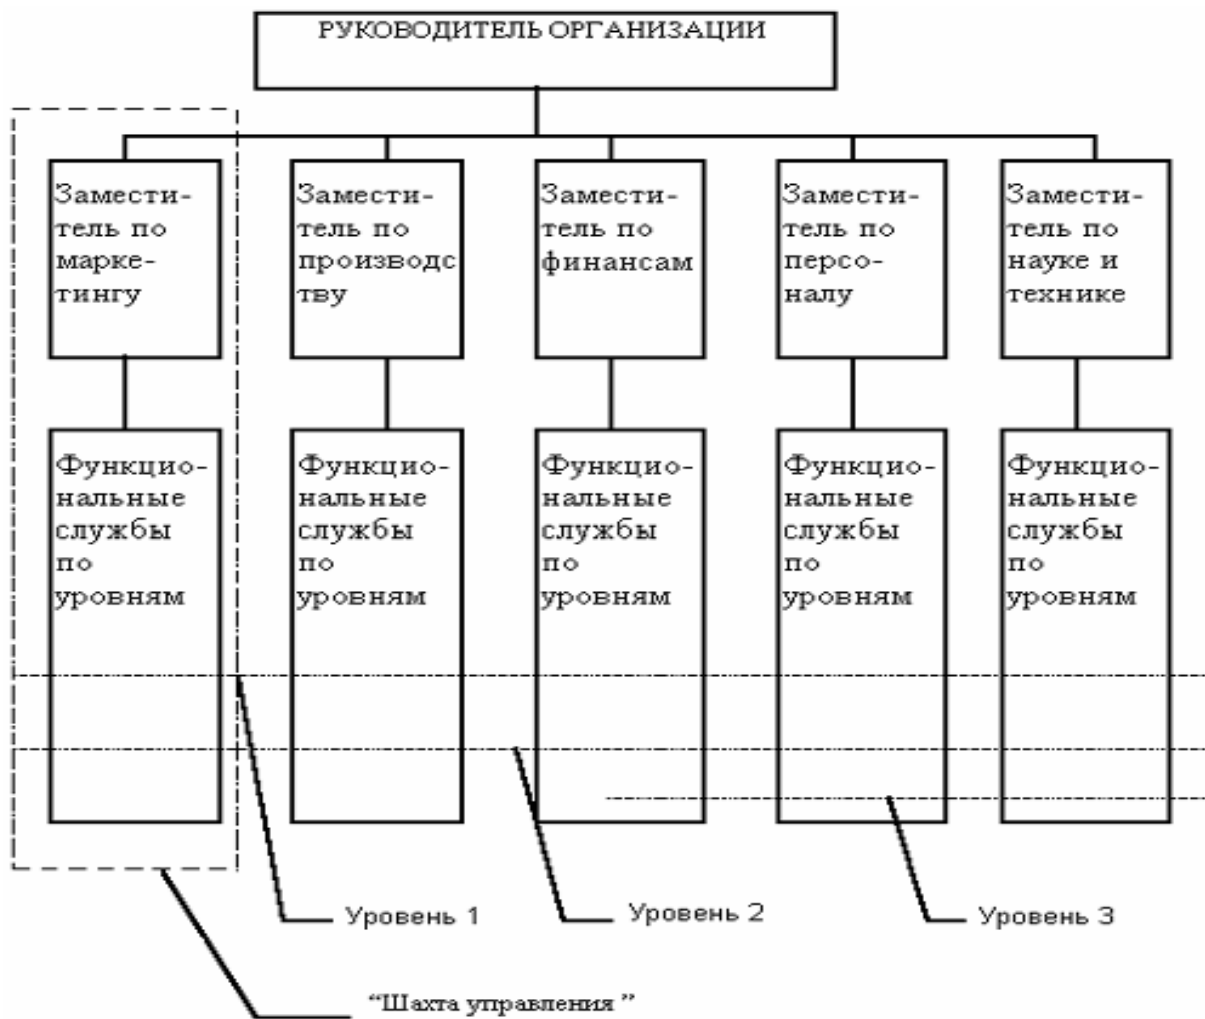 РУКОВОДИТЕЛЬ ОРГАНИЗАЦИИ
Замести-
тель по
марке-
тингу
Замести-
тель по
производс
тву
Замести-
тель по
финансам
Замести-
тель по
персо-
налу
Замести-
тель по
науке и
технике
Функцио-
нальные
службы
по
уровням
Функцио-
нальные
службы
по
уровням
Функцио-
нальные
службы
по
уровням
Функцио-
нальные
службы
по
уровням
Функцио-
нальные
службы
по
уровням
Уровень 1
Уровень 2
Уровень 3
“Шахта управления ”